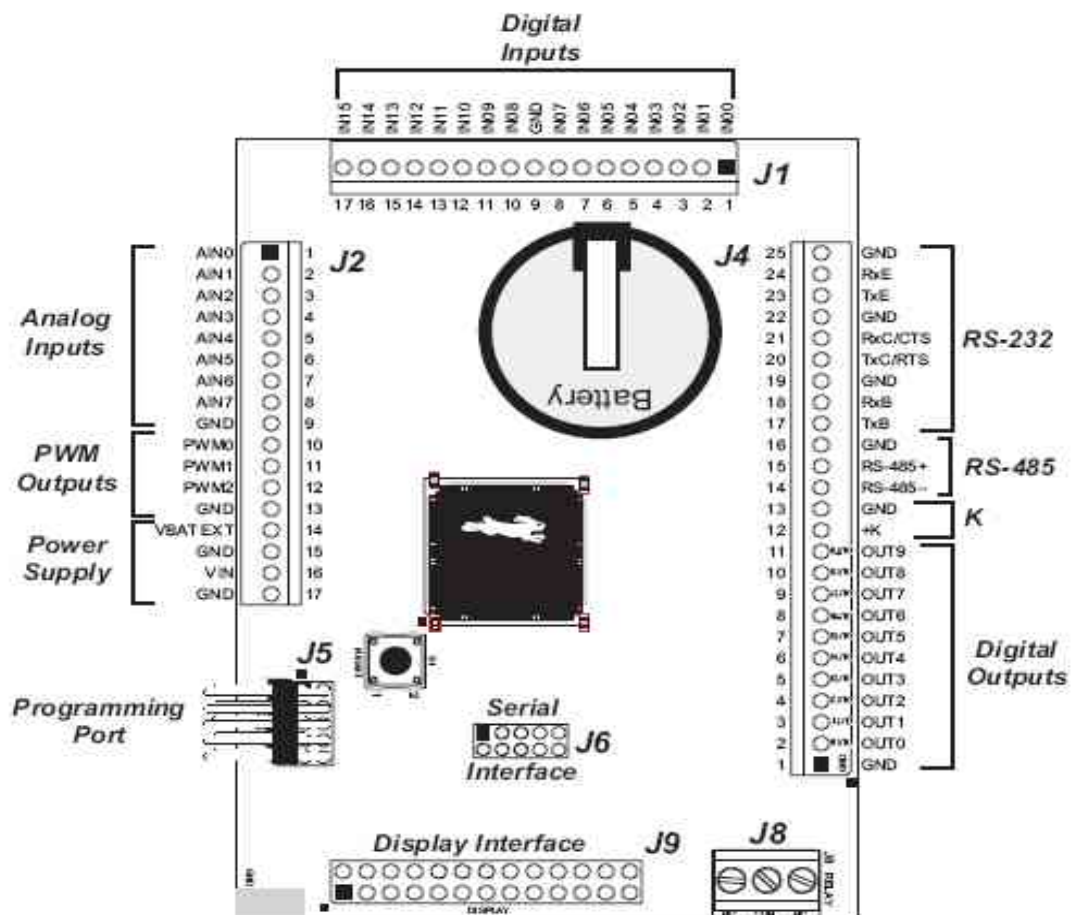 Digital
Inputs
IN15 IN14 IN13 IN12 IN11 IN10 IN09 IN08 GND IN07 IN06 IN05 IN04 IN03 IN02 IN01 IN00
J1
17 16 15 14 13 12 11 10 9 8 7 6 5 4 3 2 1
J2
AIN0 1
AIN1 2
AIN2 3
AIN3 4
AIN4 5
AIN5 6
AIN6 7
AIN7 8
GND 9
PWM0 10
PWM1 11
PWM2 12
GND 13
VBAT EXT 14
GND 15
VIN 16
GND 17
Analog
Inputs
PWM
Outputs
Power
Supply
Battery
J4
25 GND
24 RxE
23 TxE
22 GND
21 RxC/CTS
20 TxC/RTS
19 GND
18 RxB
17 TxB
16 GND
15 RS-485+
14 RS-485–
13 GND
12 +K
11 OUT9
10 OUT8
9 OUT7
8 OUT6
7 OUT5
6 OUT4
5 OUT3
4 OUT2
3 OUT1
2 OUT0
1 GND
RS-232
RS-485
K
Digital
Outputs
J5
Programming
Port
Serial
J6
Interface
Display Interface
J9
DISPLAY
J8
J8 RELAY